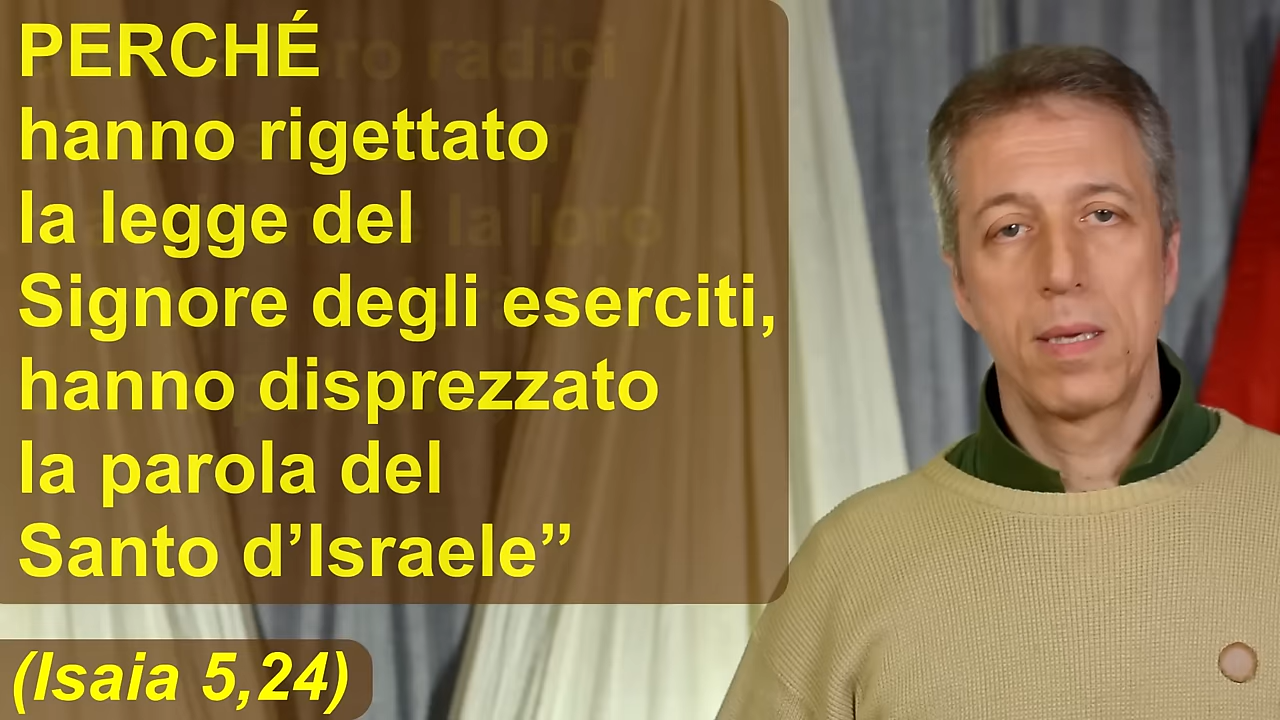 PERCHÉ
hanno rigettato
la legge del
Signore degli eserciti,
hanno disprezzato
la parola del
Santo d’Israele”
(Isaia 5,24)